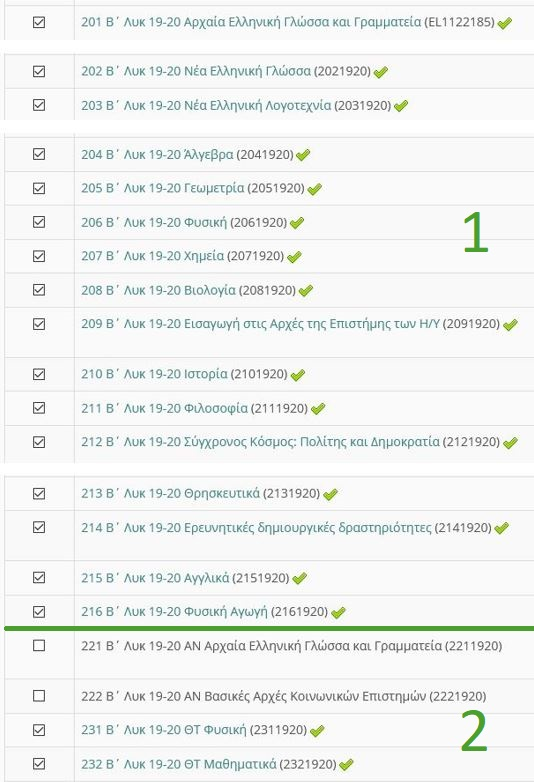 201 Β΄ Λυκ 19-20 Αρχαία Ελληνική Γλώσσα και Γραμματεία (EL1122185)
202 Β΄ Λυκ 19-20 Νέα Ελληνική Γλώσσα (2021920)
203 Β΄ Λυκ 19-20 Νέα Ελληνική Λογοτεχνία (2031920)
204 Β΄ Λυκ 19-20 Άλγεβρα (2041920)
205 Β΄ Λυκ 19-20 Γεωμετρία (2051920)
206 Β΄ Λυκ 19-20 Φυσική (2061920)
1
207 Β΄ Λυκ 19-20 Χημεία (2071920)
208 Β΄ Λυκ 19-20 Βιολογία (2081920)
209 Β΄ Λυκ 19-20 Εισαγωγή στις Αρχές της Επιστήμης των Η/Υ (2091920)
210 Β΄ Λυκ 19-20 Ιστορία (2101920)
211 Β΄ Λυκ 19-20 Φιλοσοφία (2111920)
212 Β΄ Λυκ 19-20 Σύγχρονος Κόσμος: Πολίτης και Δημοκρατία (2121920)
213 Β΄ Λυκ 19-20 Θρησκευτικά (2131920)
214 Β΄ Λυκ 19-20 Ερευνητικές δημιουργικές δραστηριότητες (2141920)
215 Β΄ Λυκ 19-20 Αγγλικά (2151920)
216 Β΄ Λυκ 19-20 Φυσική Αγωγή (2161920)
221 Β΄ Λυκ 19-20 ΑΝ Αρχαία Ελληνική Γλώσσα και Γραμματεία (2211920)
222 Β΄ Λυκ 19-20 ΑΝ Βασικές Αρχές Κοινωνικών Επιστημών (2221920)
231 Β΄ Λυκ 19-20 ΘΤ Φυσική (2311920)
2
232 Β΄ Λυκ 19-20 ΘΤ Μαθηματικά (2321920)